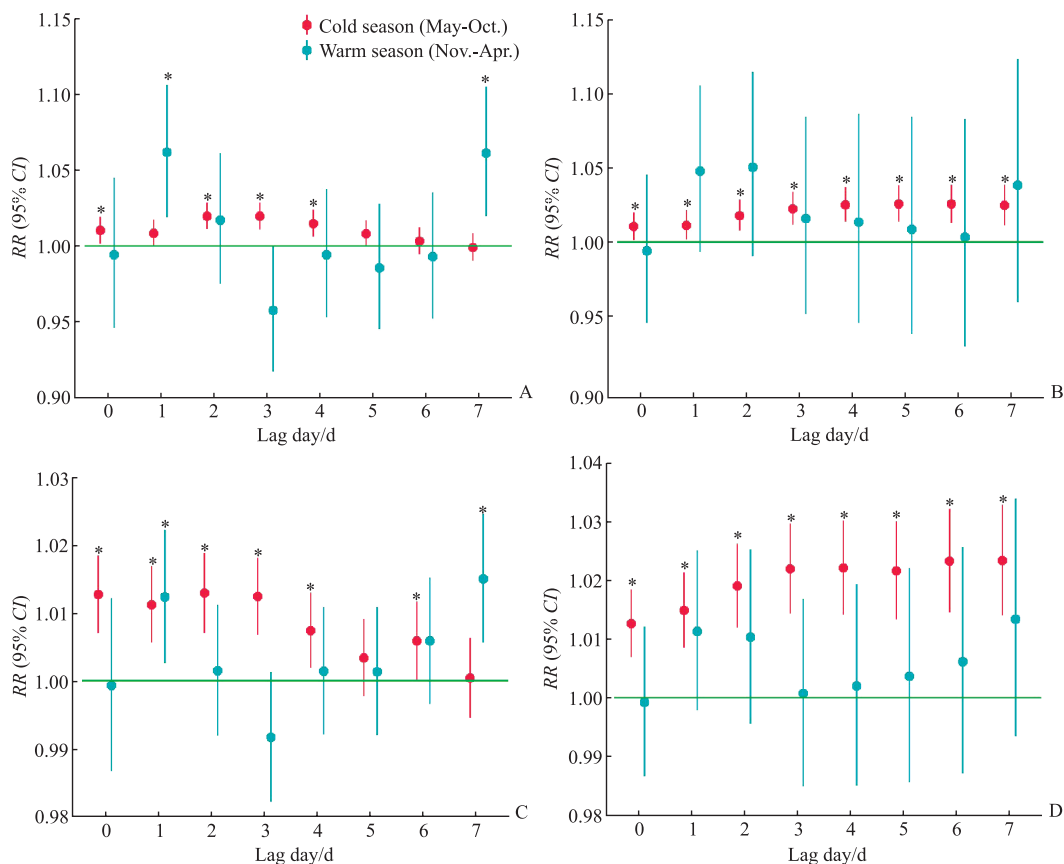 1.15
Cold season (May-Oct.)
Warm season (Nov.-Apr.)
1.10
1.05
1.00
0.95
0.90
RR (95% CI)
* * * * * *
0 1 2 3 4 5 6 7
Lag day/d
A
1.15
1.10
1.05
1.00
0.95
0.90
RR (95% CI)
* * * * * * * *
0 1 2 3 4 5 6 7
Lag day/d
B
1.03
1.02
1.01
1.00
0.99
0.98
RR (95% CI)
* * * * * * * *
0 1 2 3 4 5 6 7
Lag day/d
C
1.04
1.03
1.02
1.01
1.00
0.99
0.98
RR (95% CI)
* * * * * * * *
0 1 2 3 4 5 6 7
Lag day/d
D